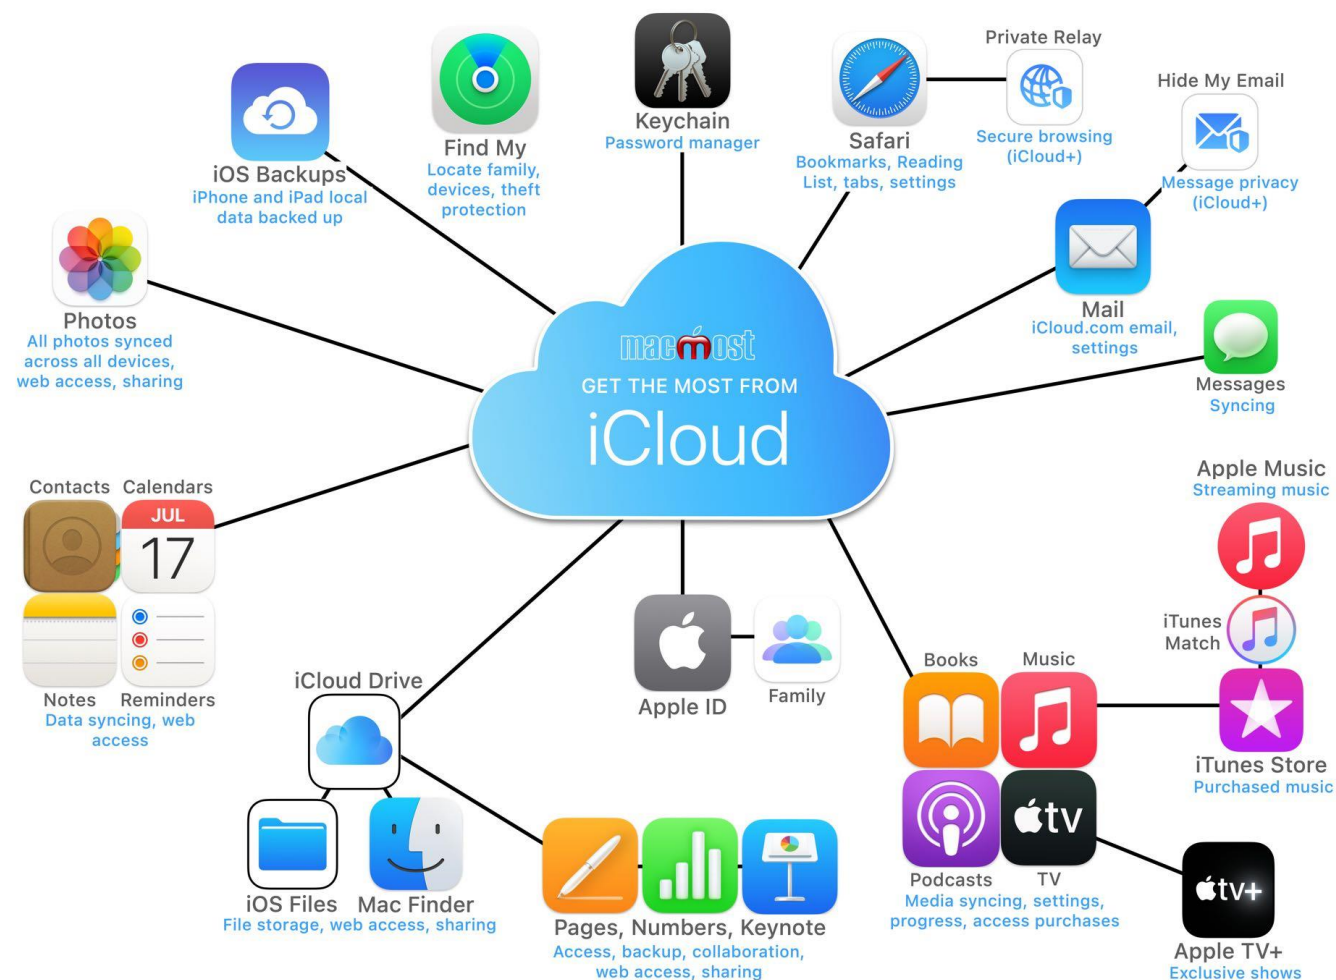 Private Relay
Hide My Email
Keychain
Password manager
Safari
Bookmarks, Reading
List, tabs, settings
Secure browsing
(iCloud+)
Find My
Locate family,
devices, theft
protection
iOS Backups
iPhone and iPad local
data backed up
Message privacy
(iCloud+)
Photos
All photos synced
across all devices,
web access, sharing
Mail
iCloud.com email,
settings
macmost
GET THE MOST FROM
iCloud
Messages
Syncing
Contacts
Calendars
JUL
17
Notes
Reminders
Data syncing, web
access
Apple Music
Streaming music
iTunes
Match
iTunes Store
Purchased music
Apple ID
Family
iCloud Drive
iOS Files
Mac Finder
File storage, web access, sharing
Pages, Numbers, Keynote
Access, backup, collaboration,
web access, sharing
Books
Music
tv
Podcasts
TV
Media syncing, settings,
progress, access purchases
tv+
Apple TV+
Exclusive shows